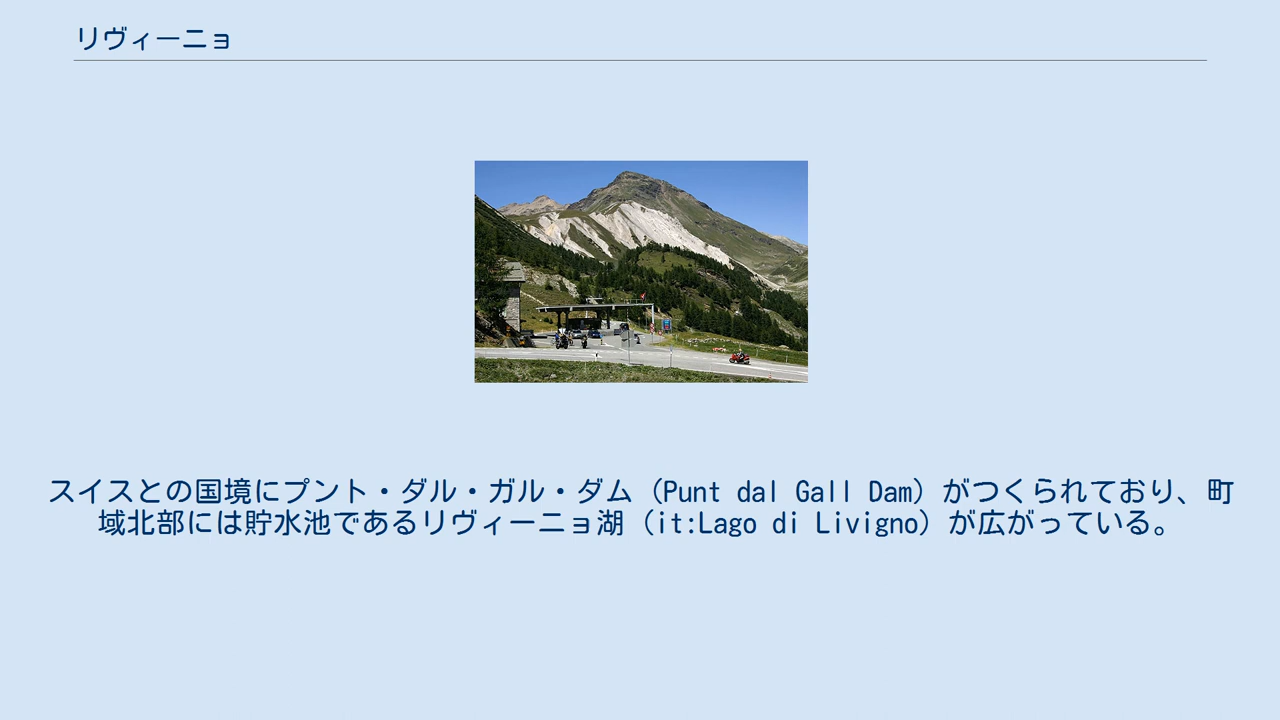 リヴィーニョ
スイスとの国境にプント・ダル・ガル・ダム（Punt dal Gall Dam）がつくられており、町
域北部には貯水池であるリヴィーニョ湖（it:Lago di Livigno）が広がっている。